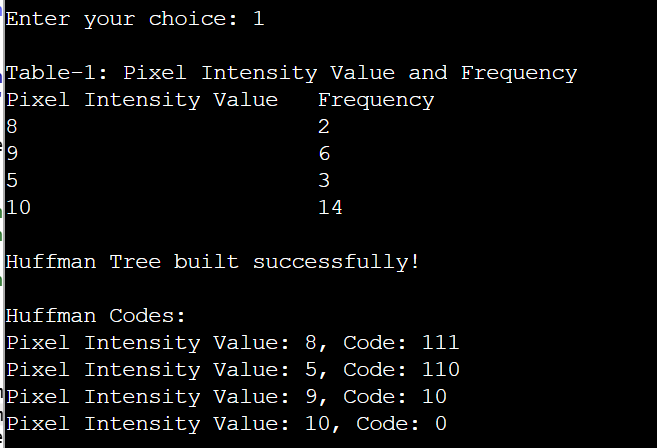 Enter your choice: 1
Table-1: Pixel Intensity Value and Frequency
Pixel Intensity Value Frequency
8 2
9 6
5 3
10 14
Huffman Tree built successfully!
Huffman Codes:
Pixel Intensity Value: 8, Code: 111
Pixel Intensity Value: 5, Code: 110
Pixel Intensity Value: 9, Code: 10
Pixel Intensity Value: 10, Code: 0